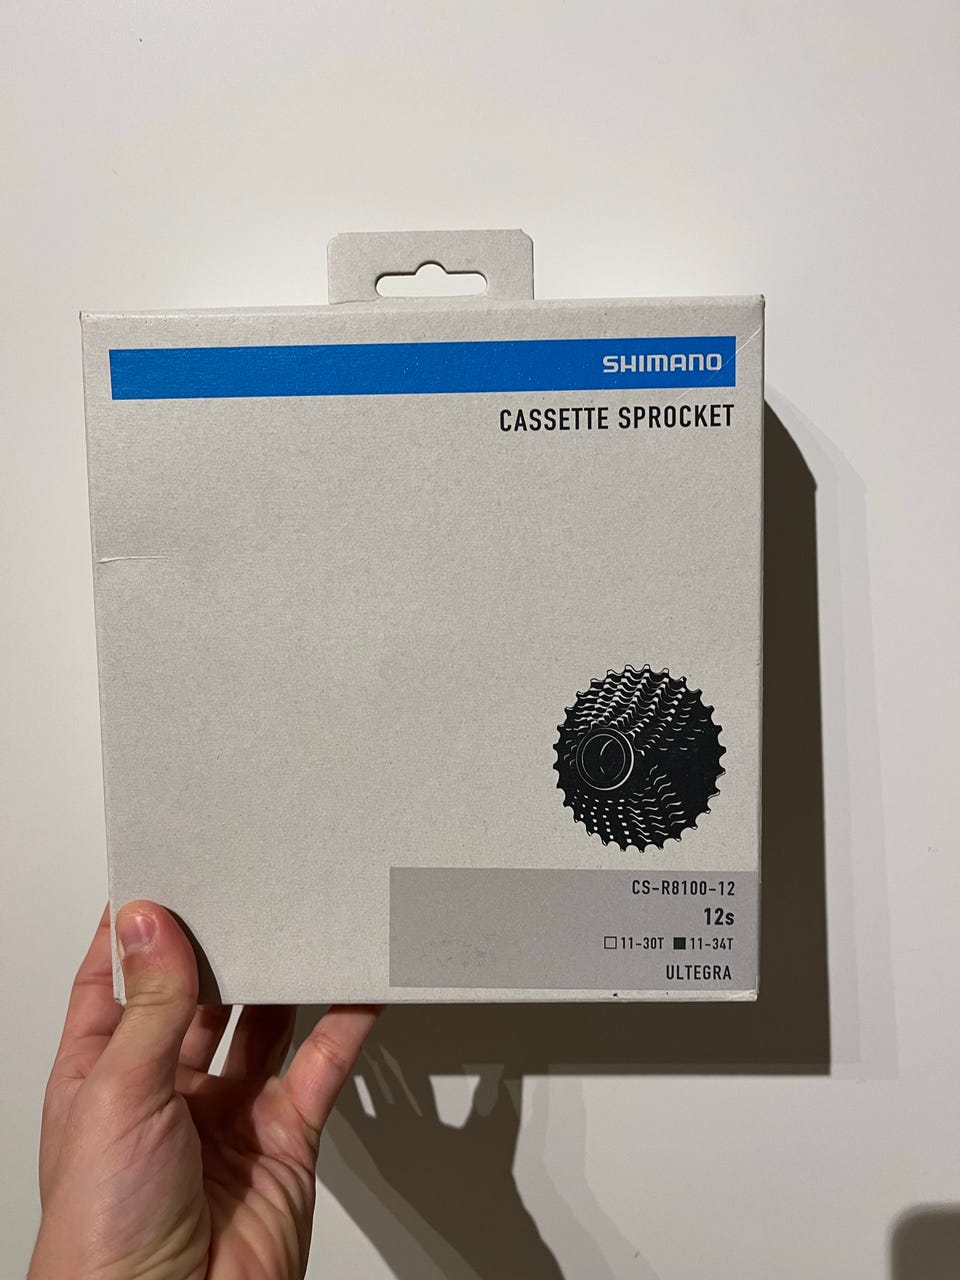 SHIMANO
CASSETTE SPROCKET
CS-R8100-12
12s
☐ 11-30T ■ 11-34T
ULTEGRA